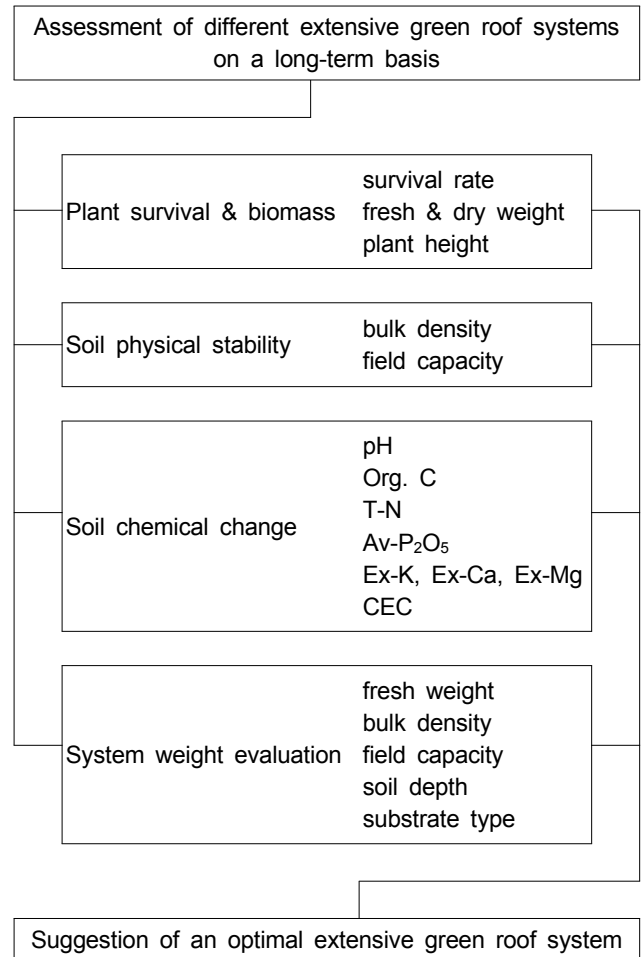 Assessment of different extensive green roof systems
on a long-term basis
Plant survival & biomass
survival rate
fresh & dry weight
plant height
Soil physical stability
bulk density
field capacity
Soil chemical change
pH
Org. C
T-N
Av-P₂O₅
Ex-K, Ex-Ca, Ex-Mg
CEC
System weight evaluation
fresh weight
bulk density
field capacity
soil depth
substrate type
Suggestion of an optimal extensive green roof system